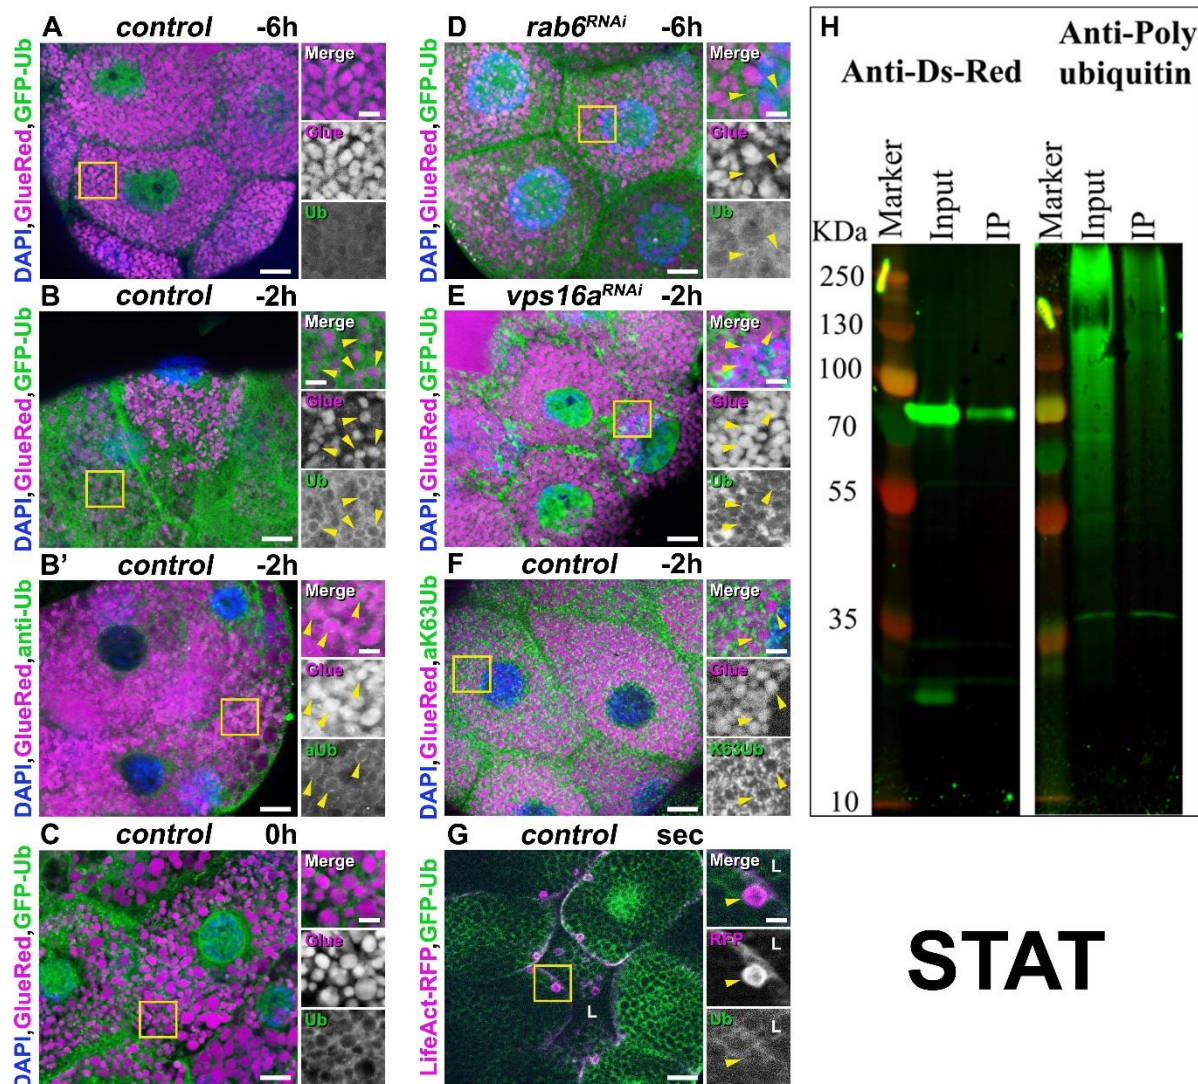 A control -6h
DAPI,GlueRed,GFP-Ub
Merge
Glue
Ub
B control -2h
DAPI,GlueRed,GFP-Ub
Merge
Glue
Ub
B' control -2h
DAPI,GlueRed,anti-Ub
Merge
Glue
aUb
C control 0h
DAPI,GlueRed,GFP-Ub
Merge
Glue
Ub
D rab6RNAi -6h
DAPI,GlueRed,GFP-Ub
Merge
Glue
Ub
E vps16aRNAi -2h
DAPI,GlueRed,GFP-Ub
Merge
Glue
Ub
F control -2h
DAPI,GlueRed,aK63Ub
Merge
Glue
K63Ub
G control sec
LifeAct-RFP,GFP-Ub
L
Merge L
RFP L
Ub L
H
Anti-Ds-Red
Anti-Poly
ubiquitin
KDa Marker Input IP Marker Input IP
250
130
100
70
55
35
10
STAT